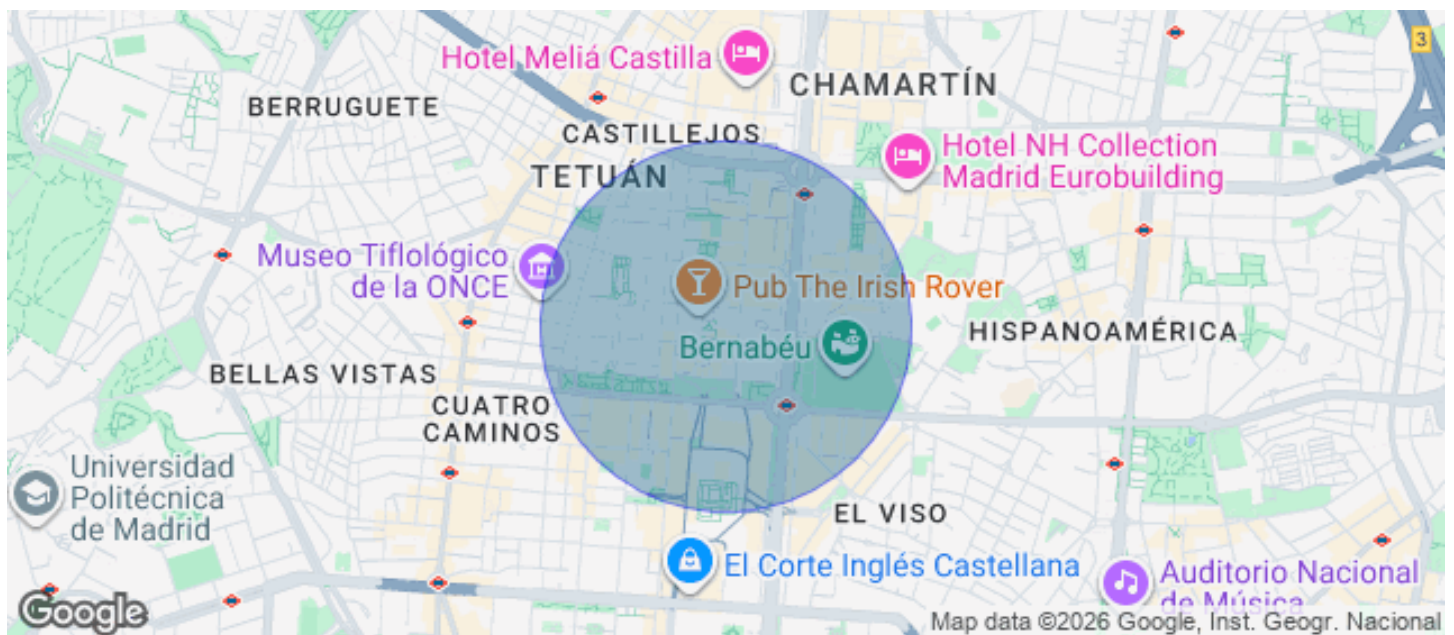 3
Hotel Meliá Castilla
CHAMARTÍN
BERRUGUETE
CASTILLEJOS
Hotel NH Collection
Madrid Eurobuilding
TETUÁN
Museo Tiflológico
de la ONCE
Pub The Irish Rover
HISPANOAMÉRICA
Bernabéu
BELLAS VISTAS
CUATRO
CAMINOS
Universidad
Politécnica
de Madrid
EL VISO
El Corte Inglés Castellana
Auditorio Nacional
de Música
Google
Map data ©2026 Google, Inst. Geogr. Nacional